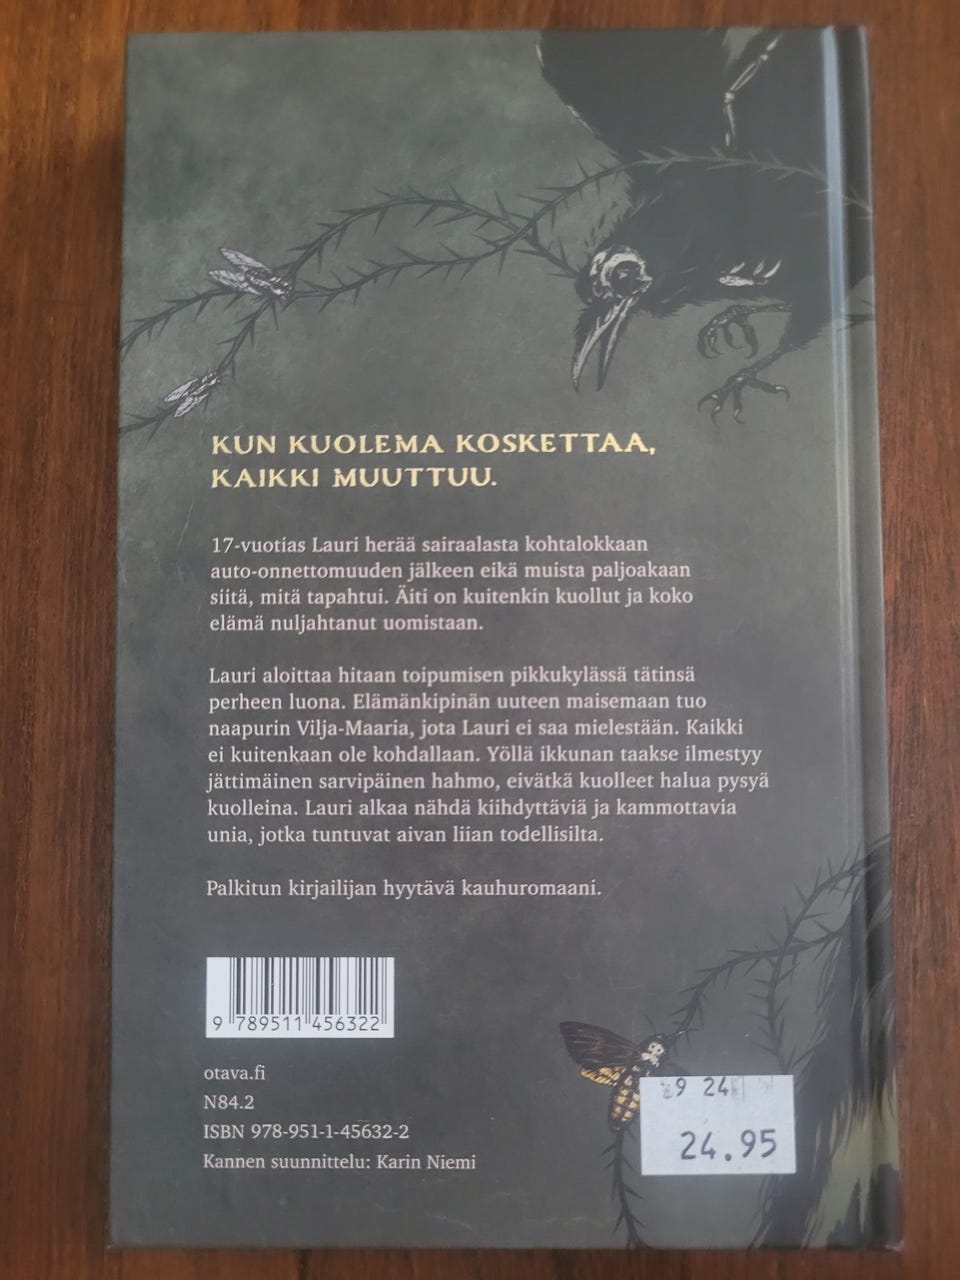 KUN KUOLEMA KOSKETTAA,
KAIKKI MUUTTUU.
17-vuotias Lauri herää sairaalasta kohtalokkaan
auto-onnettomuuden jälkeen eikä muista paljoakaan
siitä, mitä tapahtui. Äiti on kuitenkin kuollut ja koko
elämä nuljahtanut uomistaan.
Lauri aloittaa hitaan toipumisen pikkukylässä tätinsä
perheen luona. Elämänkipinän uuteen maisemaan tuo
naapurin Vilja-Maaria, jota Lauri ei saa mielestään. Kaikki
ei kuitenkaan ole kohdallaan. Yöllä ikkunan taakse ilmestyy
jättimäinen sarvipäinen hahmo, eivätkä kuolleet halua pysyä
kuolleina. Lauri alkaa nähdä kiihdyttäviä ja kammottavia
unia, jotka tuntuvat aivan liian todellisilta.
Palkitun kirjailijan hyytävä kauhuromaani.
9 789511 456322
otava.fi
N84.2
ISBN 978-951-1-45632-2
Kannen suunnittelu: Karin Niemi
9 24
24.95